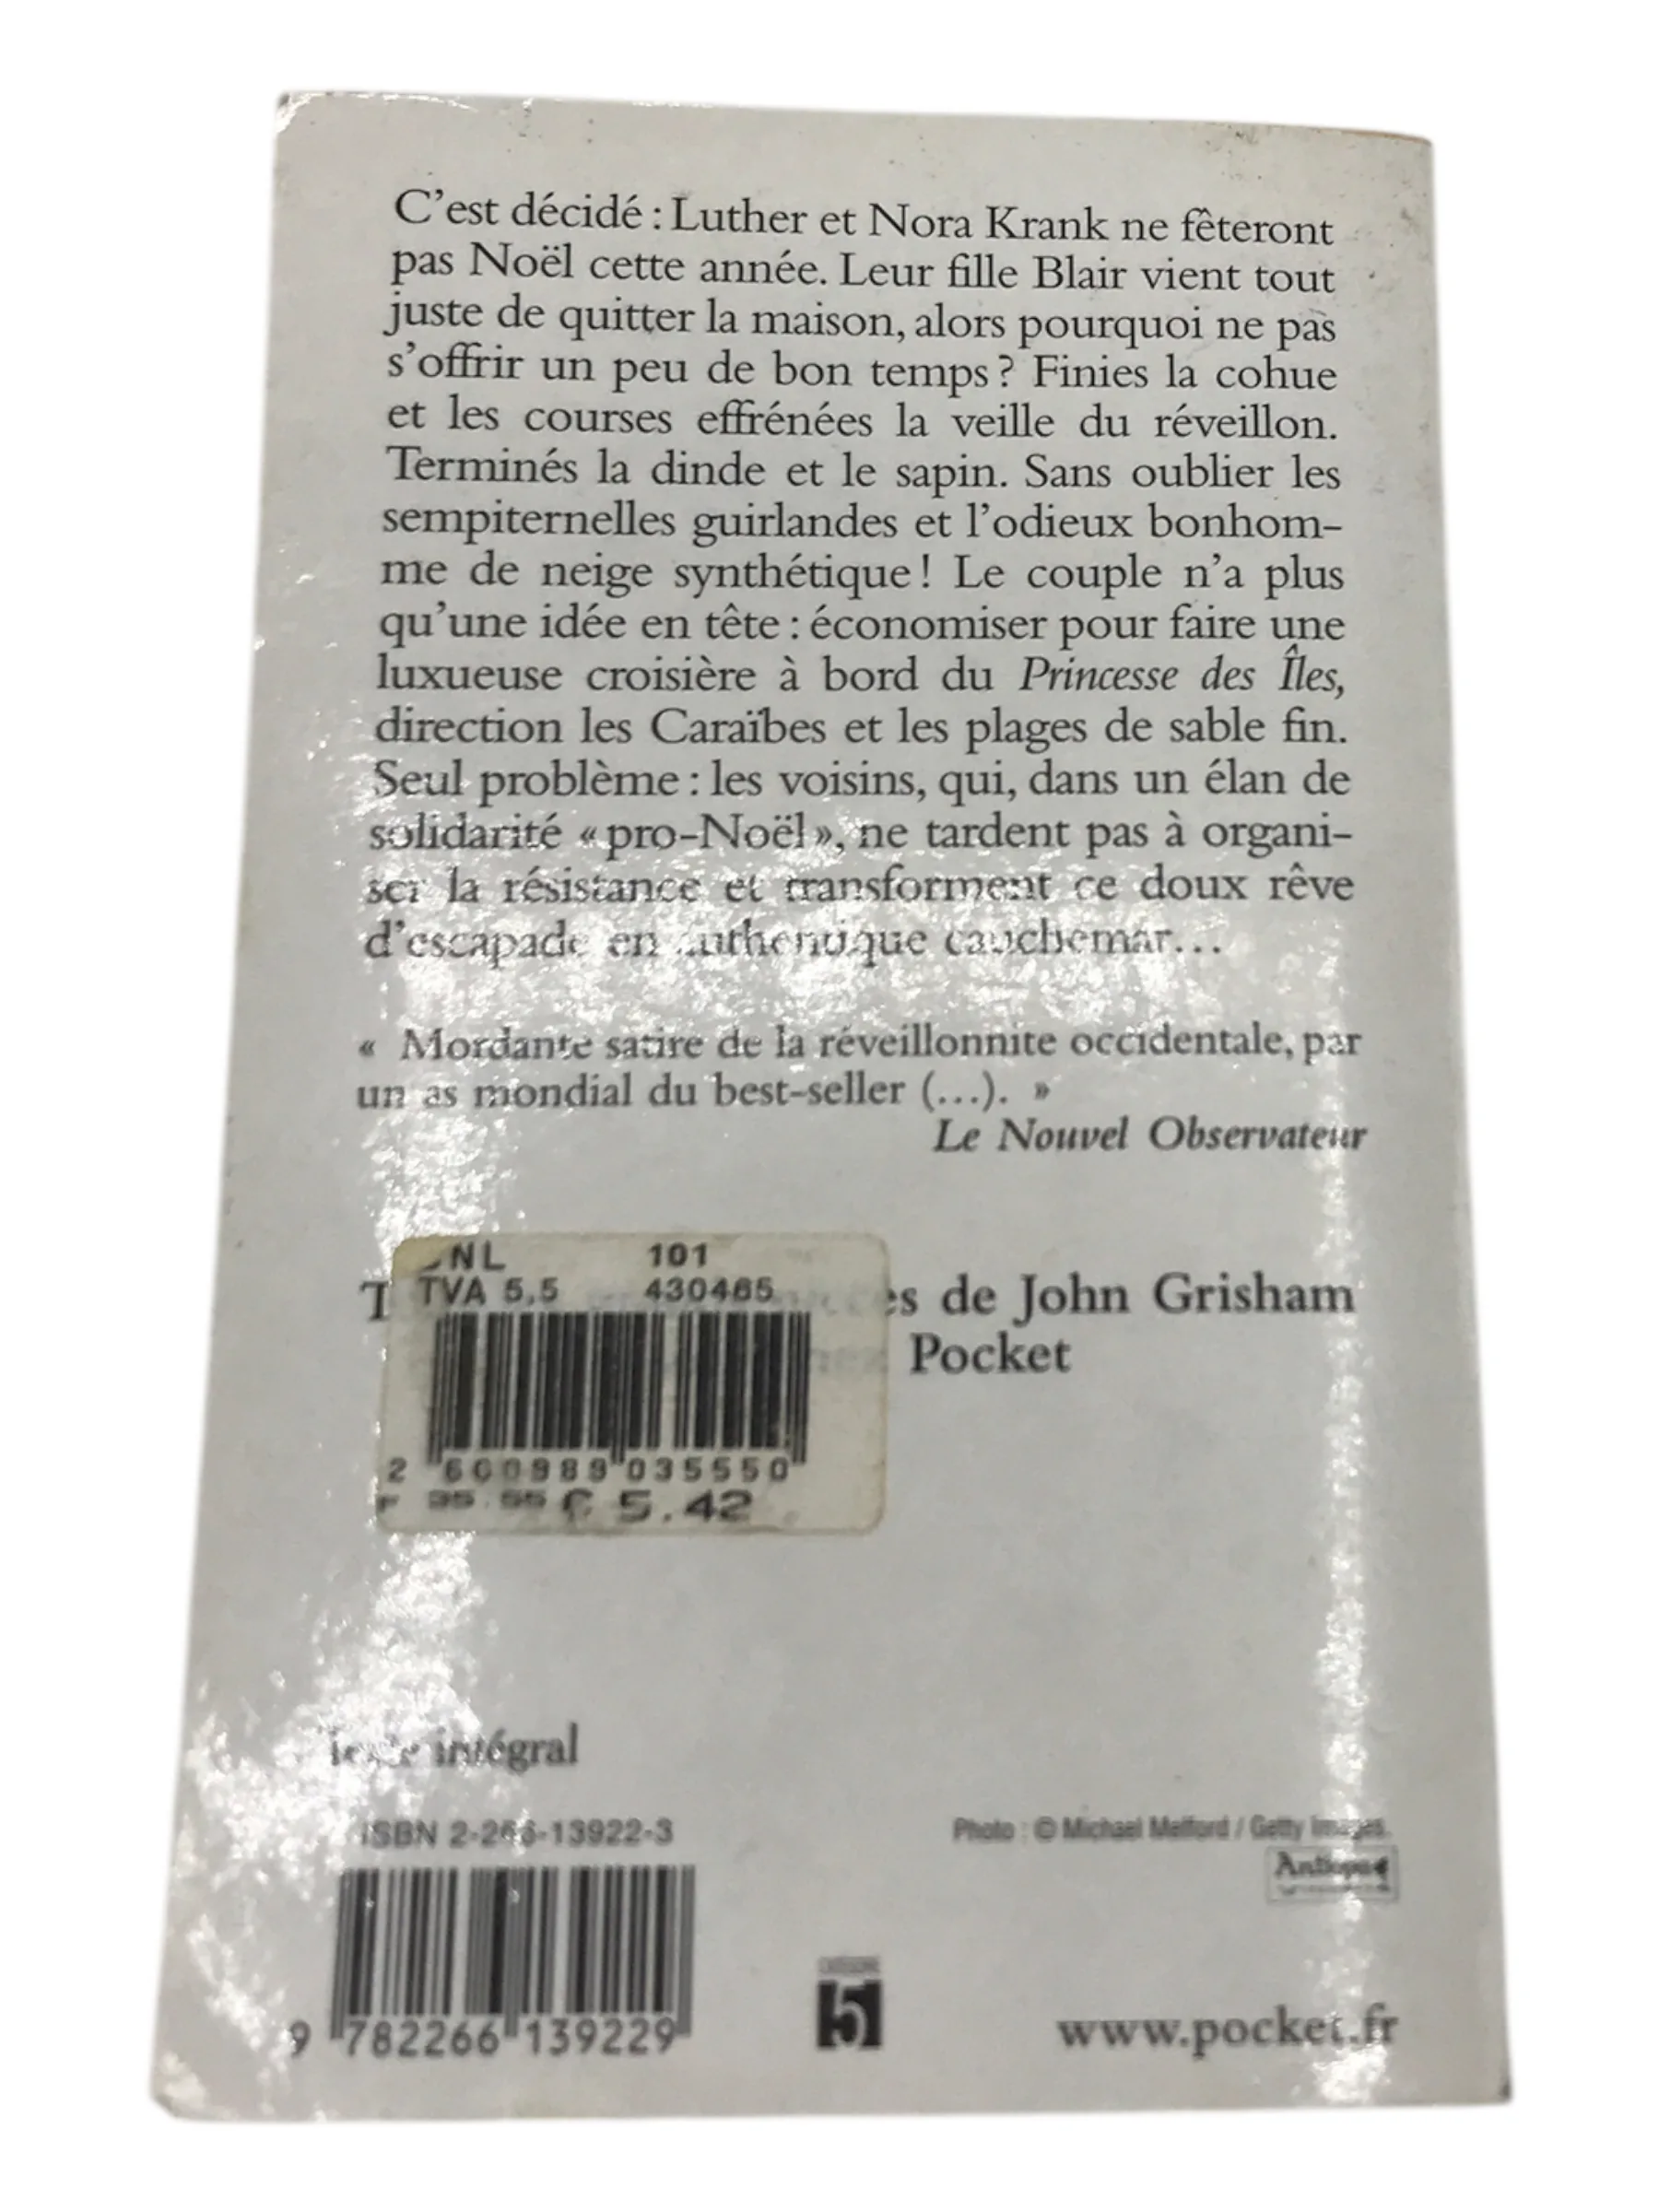 C'est décidé : Luther et Nora Krank ne fêteront
pas Noël cette année. Leur fille Blair vient tout
juste de quitter la maison, alors pourquoi ne pas
s'offrir un peu de bon temps ? Finies la cohue
et les courses effrénées la veille du réveillon.
Terminés la dinde et le sapin. Sans oublier les
sempiternelles guirlandes et l'odieux bonhom-
me de neige synthétique ! Le couple n'a plus
qu'une idée en tête : économiser pour faire une
luxueuse croisière à bord du Princesse des Îles,
direction les Caraïbes et les plages de sable fin.
Seul problème : les voisins, qui, dans un élan de
solidarité « pro-Noël », ne tardent pas à organi-
ser la résistance et transforment ce doux rêve
d'escapade en authentique cauchemar...
« Mordante satire de la réveillonnite occidentale, par
un as mondial du best-seller (...). »
Le Nouvel Observateur
NL 101
TVA 5,5 430465
de John Grisham
Pocket
2 600989 035550
5.42
Texte intégral
ISBN 2-266-13922-3
Photo : © Michael Melford / Getty Images.
9 782266 139229
CATÉGORIE
5
www.pocket.fr